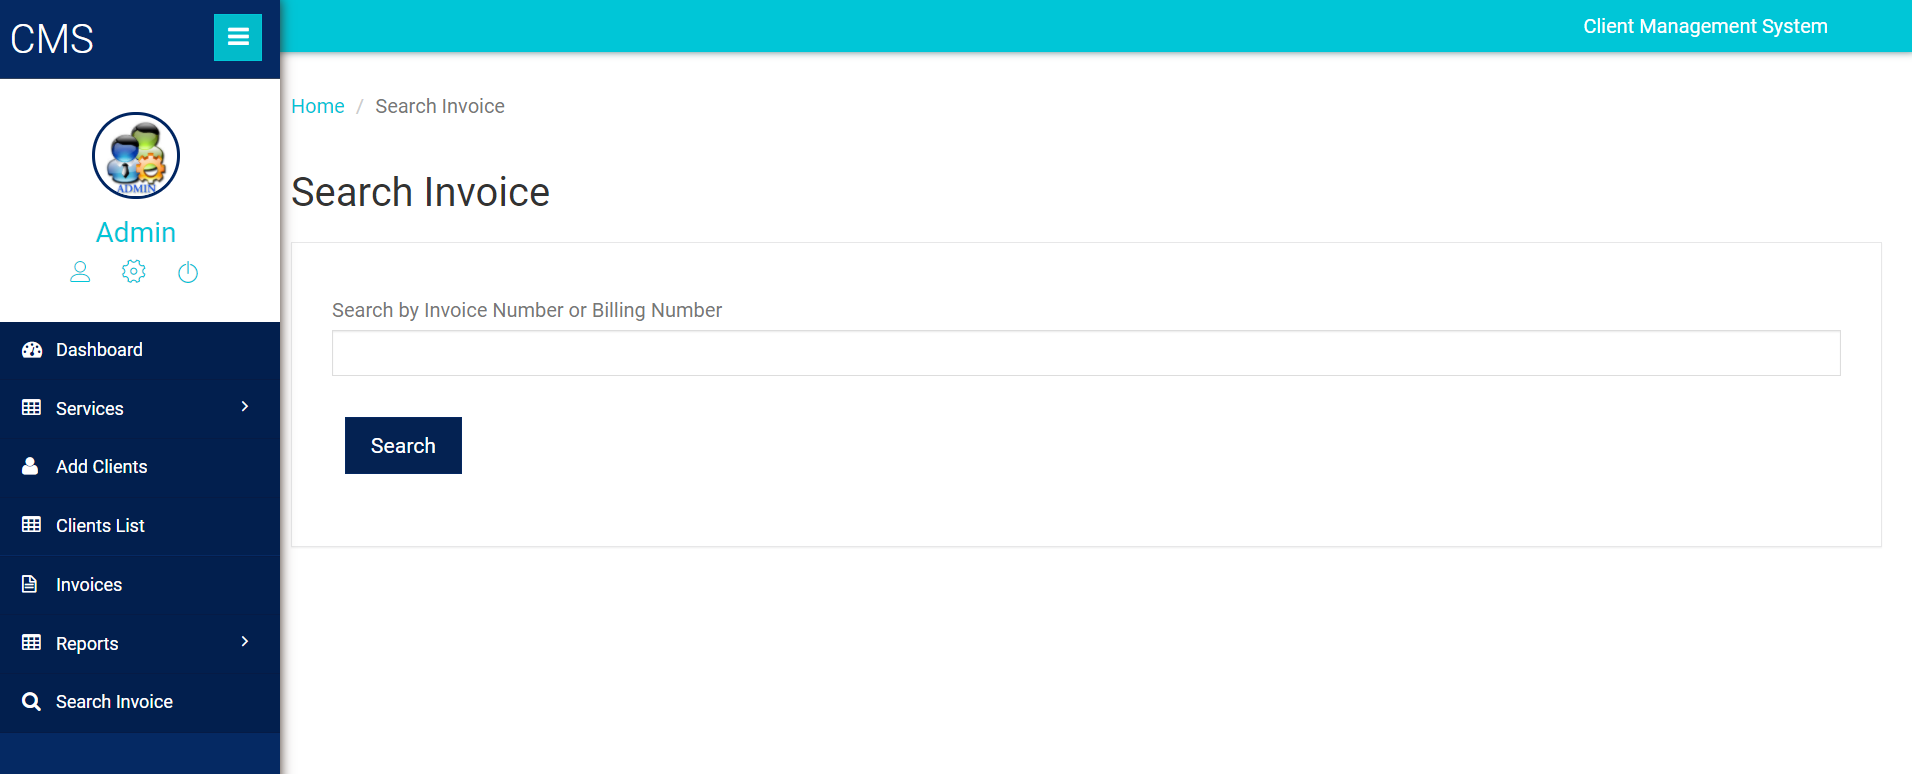 CMS
Client Management System
Home / Search Invoice
ADMIN
Admin
Search Invoice
Search by Invoice Number or Billing Number
Search
Dashboard
Services
Add Clients
Clients List
Invoices
Reports
Search Invoice